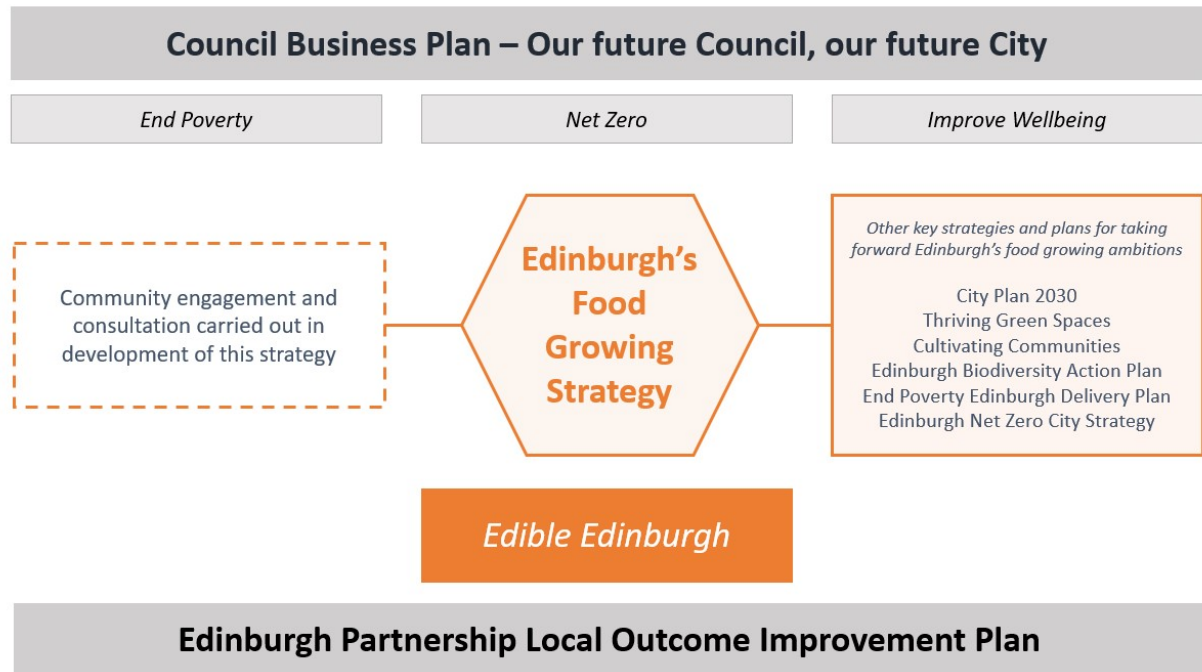 Council Business Plan – Our future Council, our future City
End Poverty
Net Zero
Improve Wellbeing
Community engagement and
consultation carried out in
development of this strategy
Edinburgh’s
Food
Growing
Strategy
Other key strategies and plans for taking
forward Edinburgh’s food growing ambitions
City Plan 2030
Thriving Green Spaces
Cultivating Communities
Edinburgh Biodiversity Action Plan
End Poverty Edinburgh Delivery Plan
Edinburgh Net Zero City Strategy
Edible Edinburgh
Edinburgh Partnership Local Outcome Improvement Plan